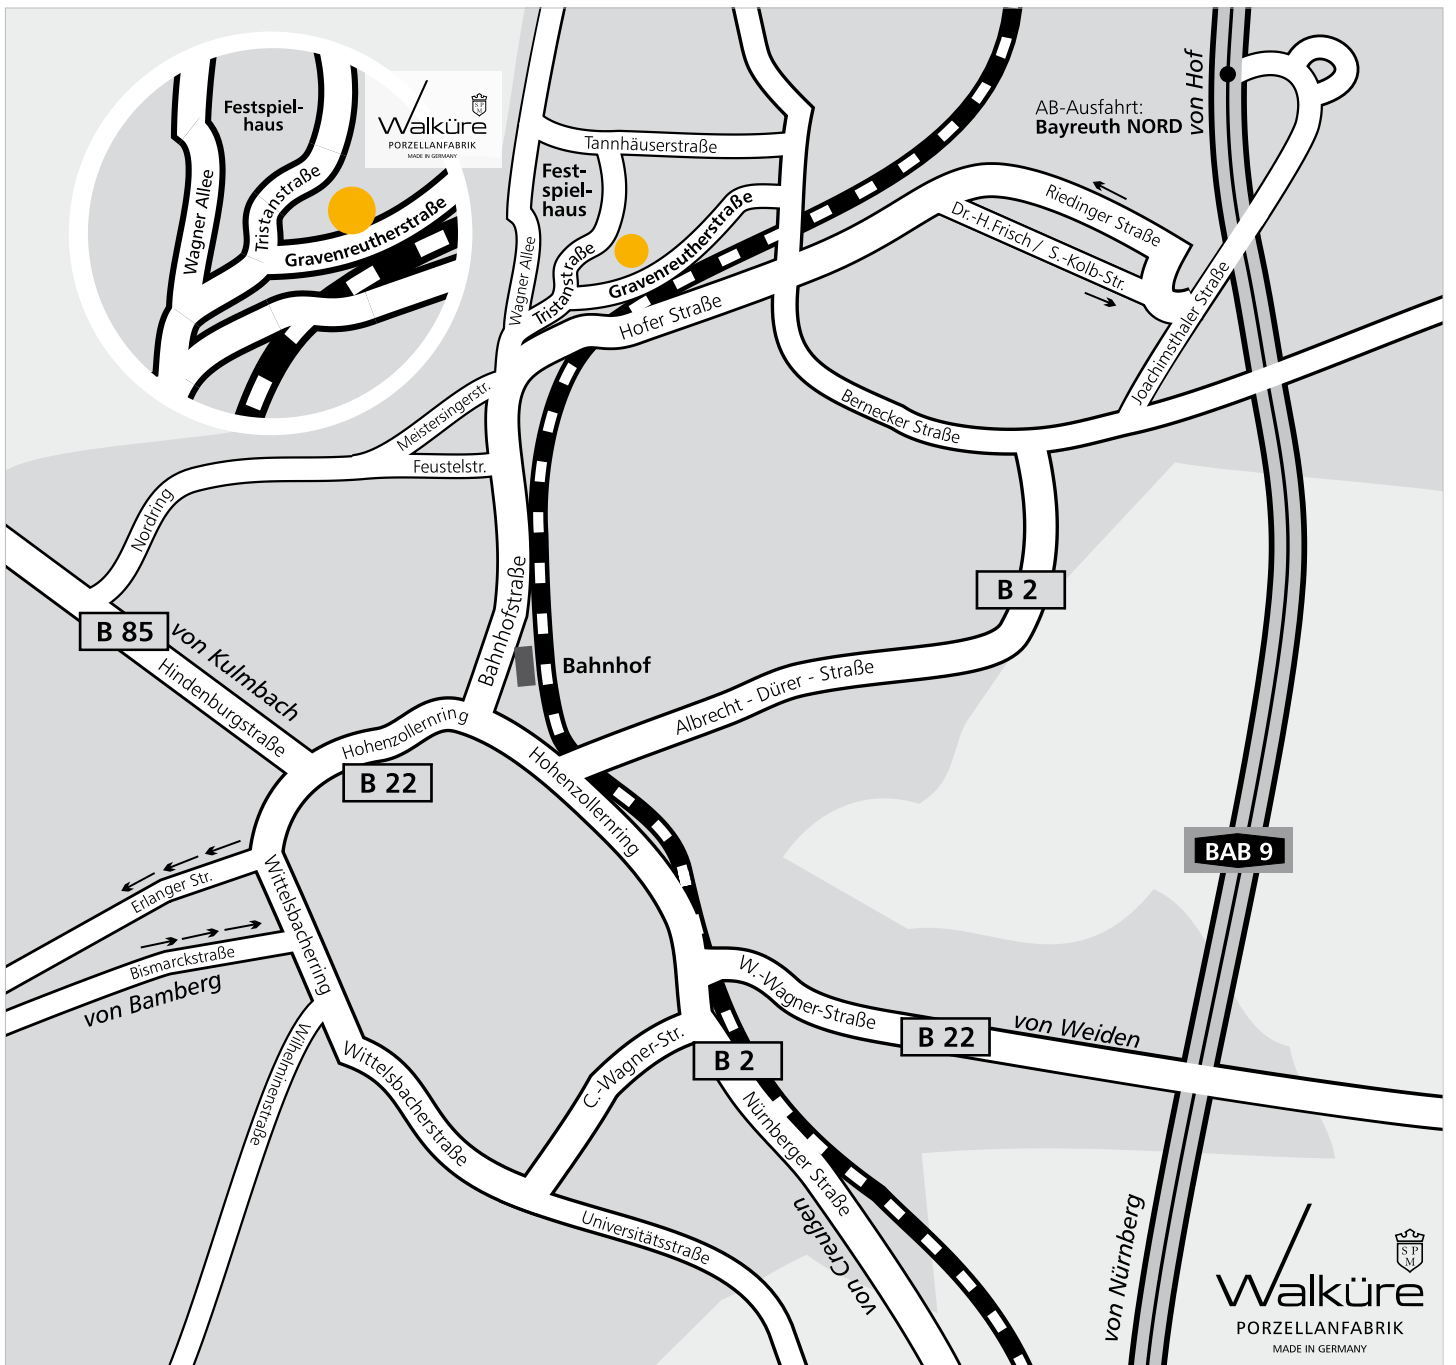 Festspiel-
haus
Walküre
SPM
PORZELLANFABRIK
MADE IN GERMANY
Wagner Allee
Tristanstraße
Gravenreutherstraße
Tannhäuserstraße
Fest-
spiel-
haus
Wagner Allee
Tristanstraße
Gravenreutherstraße
Hofer Straße
AB-Ausfahrt:
Bayreuth NORD
von Hof
Riedinger Straße
Dr.-H.Frisch / S.-Kolb-Str.
Joachimsthaler Straße
Bernecker Straße
Meistersingerstr.
Feustelstr.
Nordring
B 85
von Kulmbach
Hindenburgstraße
Bahnhofstraße
Bahnhof
B 2
Albrecht - Dürer - Straße
Hohenzollernring
B 22
Hohenzollernring
BAB 9
Erlanger Str.
Wittelsbacherring
Bismarckstraße
von Bamberg
Wilhelminenstraße
Wittelsbacherstraße
C.-Wagner-Str.
W.-Wagner-Straße
B 22
von Weiden
B 2
Nürnberger Straße
von Creußen
Universitätsstraße
von Nürnberg
Walküre
SPM
PORZELLANFABRIK
MADE IN GERMANY